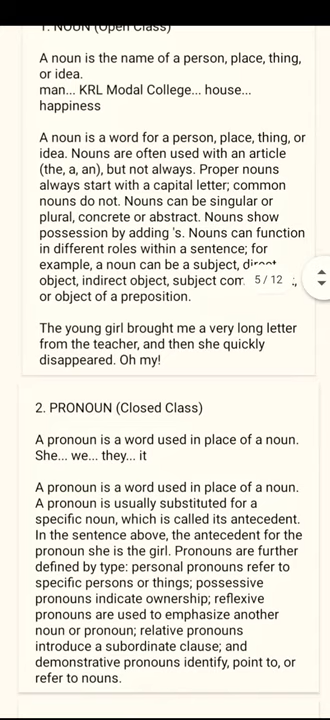 1. NOUN (Open Class)
A noun is the name of a person, place, thing,
or idea.
man... KRL Modal College... house...
happiness
A noun is a word for a person, place, thing, or
idea. Nouns are often used with an article
(the, a, an), but not always. Proper nouns
always start with a capital letter; common
nouns do not. Nouns can be singular or
plural, concrete or abstract. Nouns show
possession by adding 's. Nouns can function
in different roles within a sentence; for
example, a noun can be a subject, direct
object, indirect object, subject
5 / 12
or object of a preposition.
The young girl brought me a very long letter
from the teacher, and then she quickly
disappeared. Oh my!
2. PRONOUN (Closed Class)
A pronoun is a word used in place of a noun.
She... we... they... it
A pronoun is a word used in place of a noun.
A pronoun is usually substituted for a
specific noun, which is called its antecedent.
In the sentence above, the antecedent for the
pronoun she is the girl. Pronouns are further
defined by type: personal pronouns refer to
specific persons or things; possessive
pronouns indicate ownership; reflexive
pronouns are used to emphasize another
noun or pronoun; relative pronouns
introduce a subordinate clause; and
demonstrative pronouns identify, point to, or
refer to nouns.